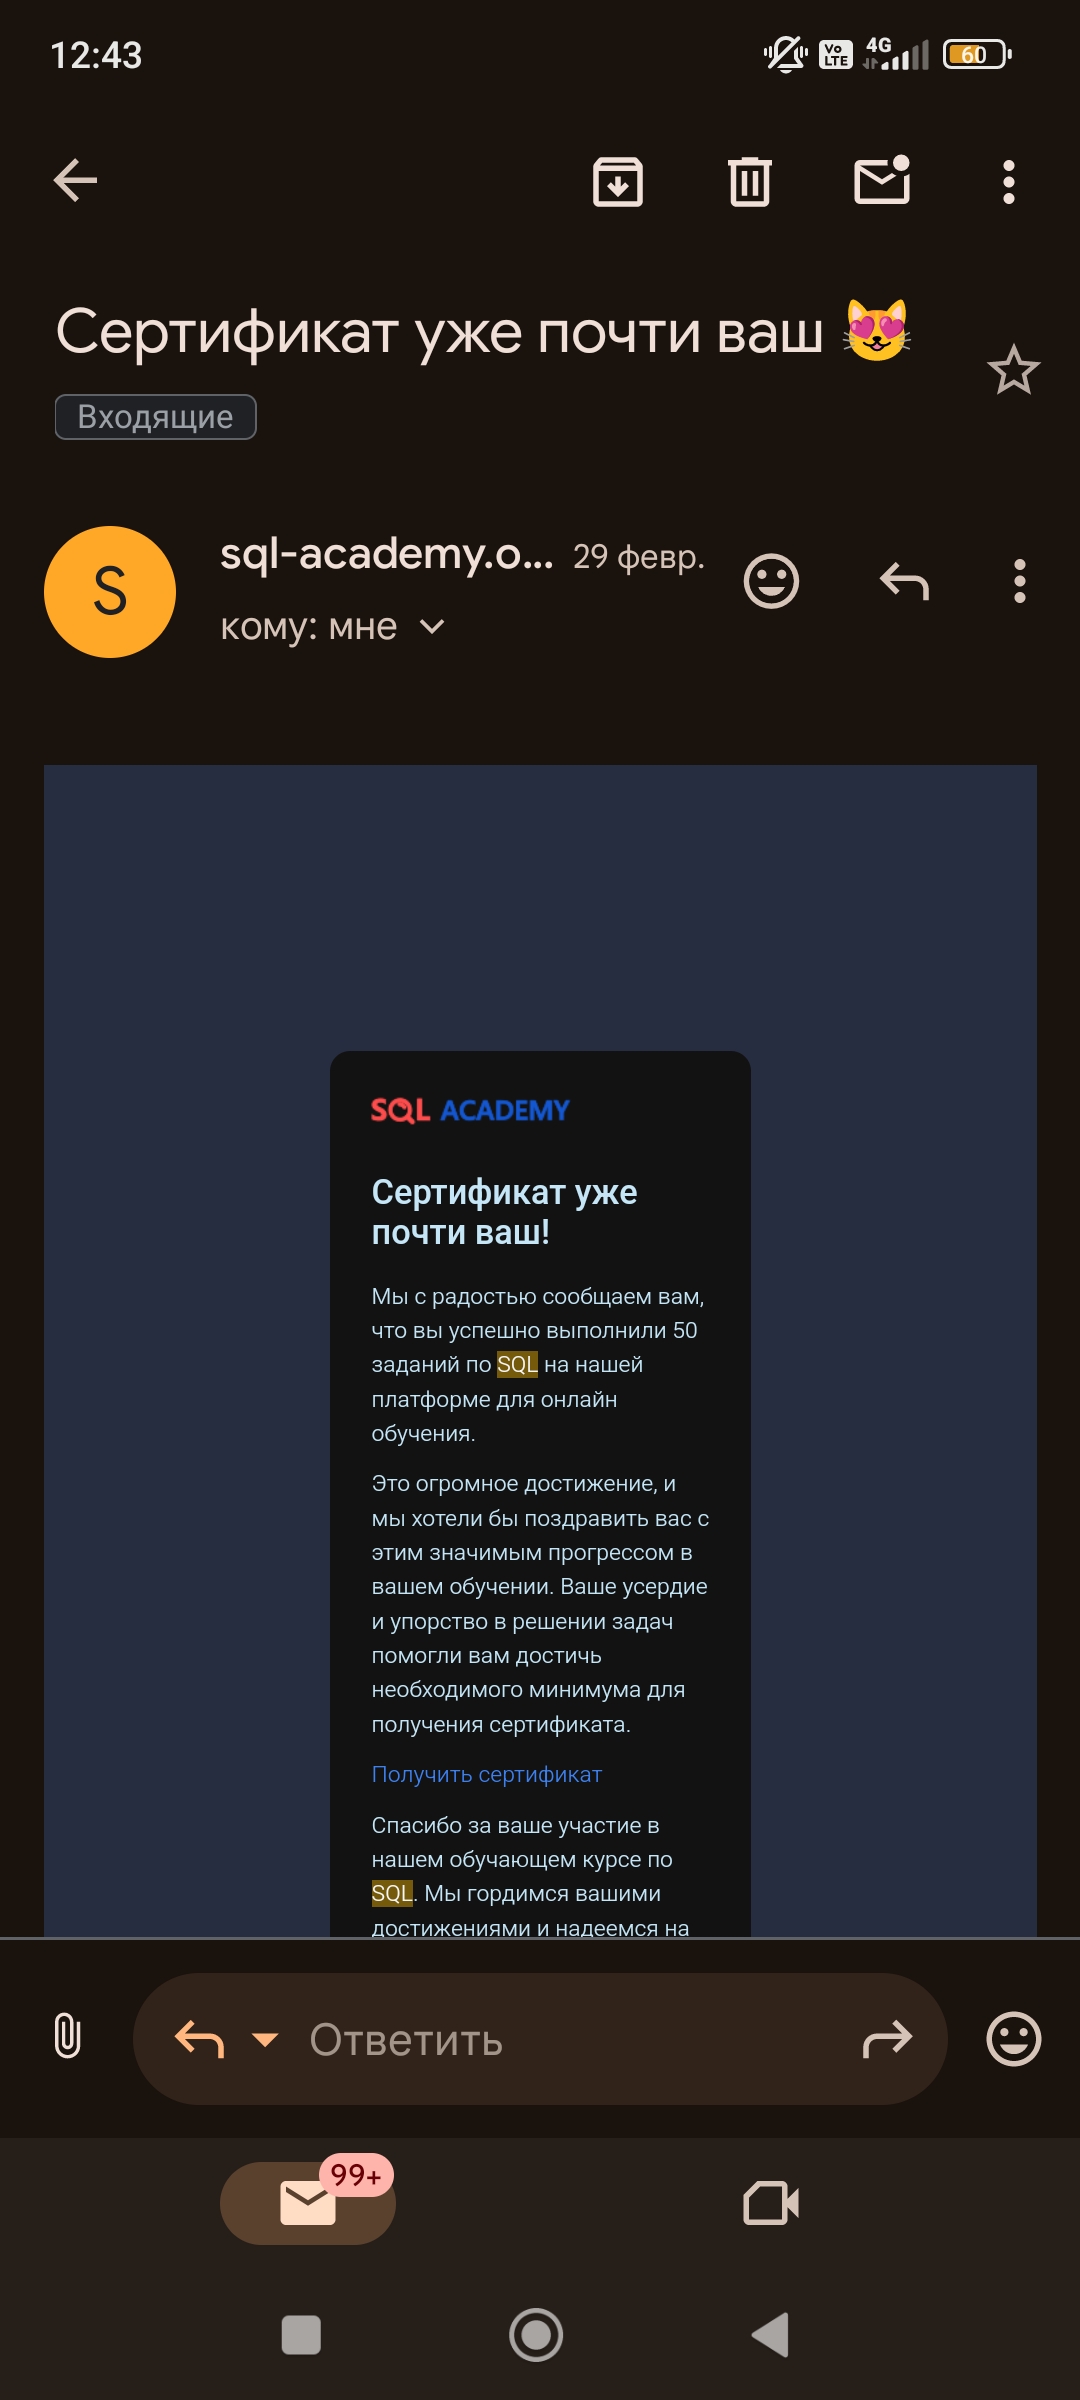 12:43
Vo LTE
4G
60
Сертификат уже почти ваш 😻
Входящие
S
sql-academy.o... 29 февр.
кому: мне
SQL ACADEMY
Сертификат уже
почти ваш!
Мы с радостью сообщаем вам,
что вы успешно выполнили 50
заданий по SQL на нашей
платформе для онлайн
обучения.
Это огромное достижение, и
мы хотели бы поздравить вас с
этим значимым прогрессом в
вашем обучении. Ваше усердие
и упорство в решении задач
помогли вам достичь
необходимого минимума для
получения сертификата.
Получить сертификат
Спасибо за ваше участие в
нашем обучающем курсе по
SQL. Мы гордимся вашими
достижениями и надеемся на
Ответить
99+